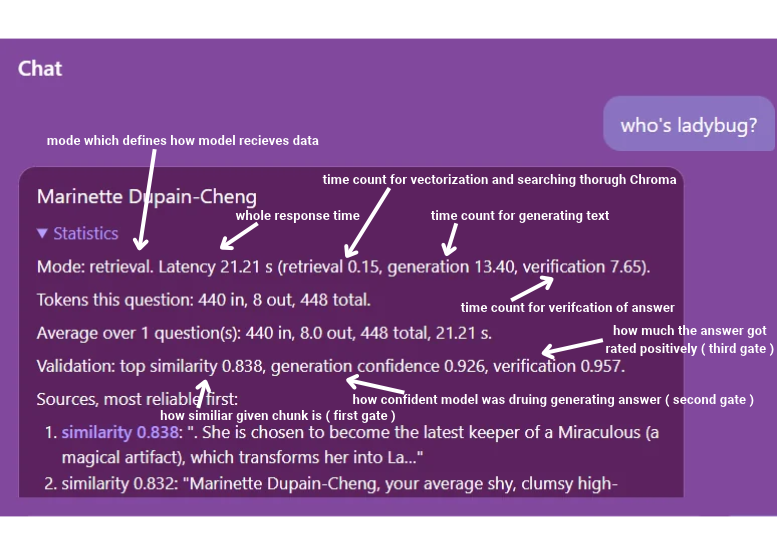 Chat
who's ladybug?
mode which defines how model recieves data
time count for vectorization and searching thorugh Chroma
Marinette Dupain-Cheng
whole response time
time count for generating text
▼ Statistics
Mode: retrieval. Latency 21.21 s (retrieval 0.15, generation 13.40, verification 7.65).
Tokens this question: 440 in, 8 out, 448 total.
time count for verifcation of answer
Average over 1 question(s): 440 in, 8.0 out, 448 total, 21.21 s.
how much the answer got
rated positively ( third gate )
Validation: top similarity 0.838, generation confidence 0.926, verification 0.957.
Sources, most reliable first:
how confident model was druing generating answer ( second gate )
how similiar given chunk is ( first gate )
1. similarity 0.838: ". She is chosen to become the latest keeper of a Miraculous (a
magical artifact), which transforms her into La..."
2. similarity 0.832: "Marinette Dupain-Cheng, your average shy, clumsy high-